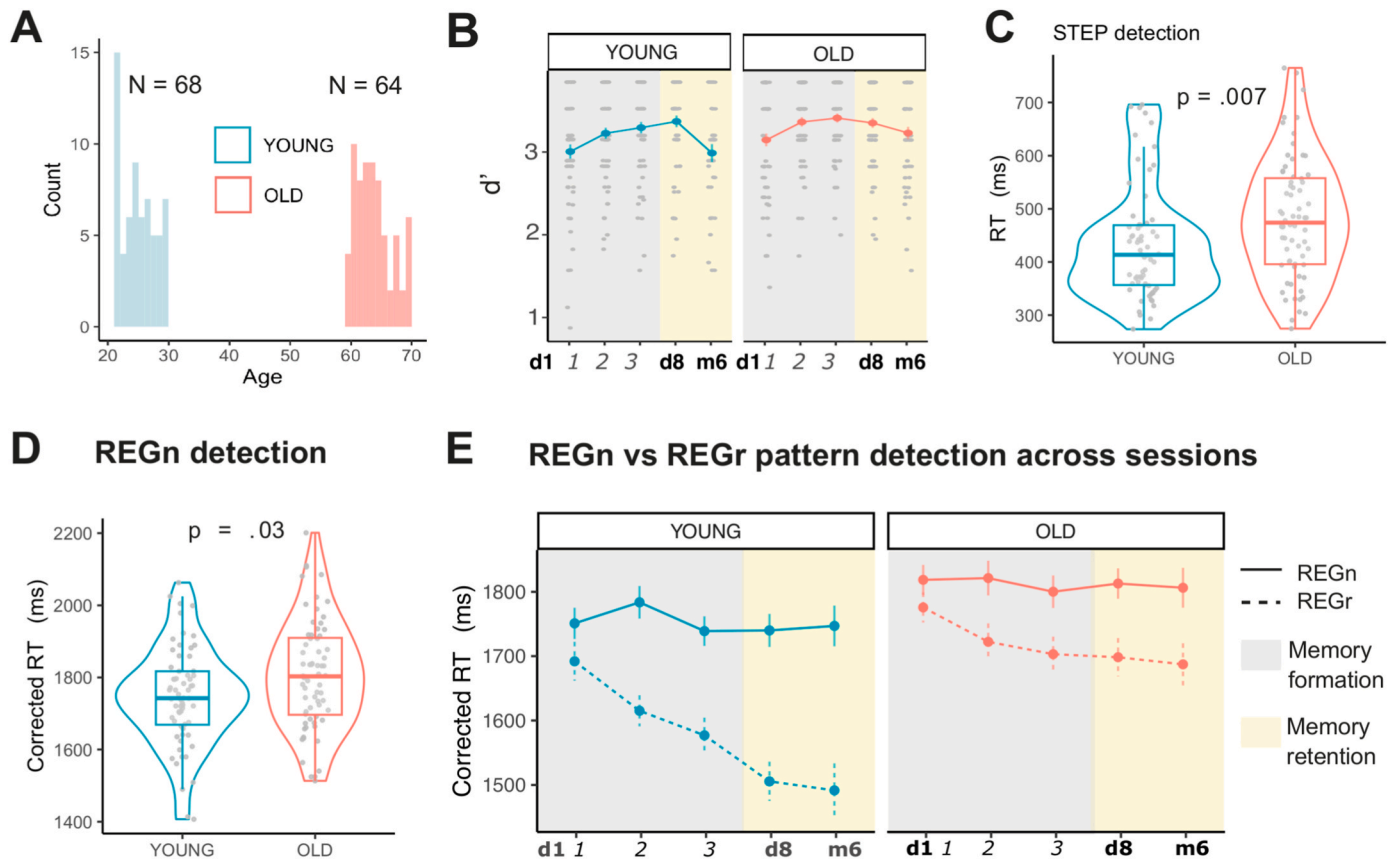 A
15
10
5
0
Count
N = 68
N = 64
YOUNG
OLD
20 30 40 50 60 70
Age
B
YOUNG
OLD
3
2
1
d'
d1 1 2 3 d8 m6
d1 1 2 3 d8 m6
C
STEP detection
p = .007
700
600
500
400
300
RT (ms)
YOUNG
OLD
D
REGn detection
p = .03
2200
2000
1800
1600
1400
Corrected RT (ms)
YOUNG
OLD
E
REGn vs REGr pattern detection across sessions
YOUNG
OLD
1800
1700
1600
1500
Corrected RT (ms)
d1 1 2 3 d8 m6
d1 1 2 3 d8 m6
REGn
REGr
Memory
formation
Memory
retention